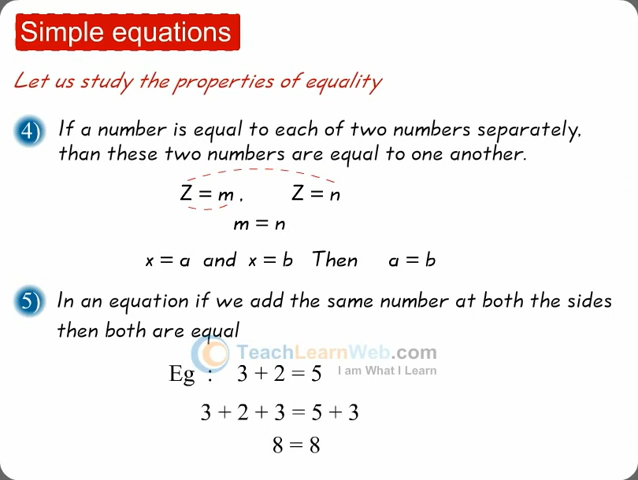 Simple equations
Let us study the properties of equality
4) If a number is equal to each of two numbers separately,
than these two numbers are equal to one another.
Z = m , Z = n
m = n
x = a and x = b Then a = b
5) In an equation if we add the same number at both the sides
then both are equal
TeachLearnWeb.com
I am What I Learn
Eg : 3 + 2 = 5
3 + 2 + 3 = 5 + 3
8 = 8